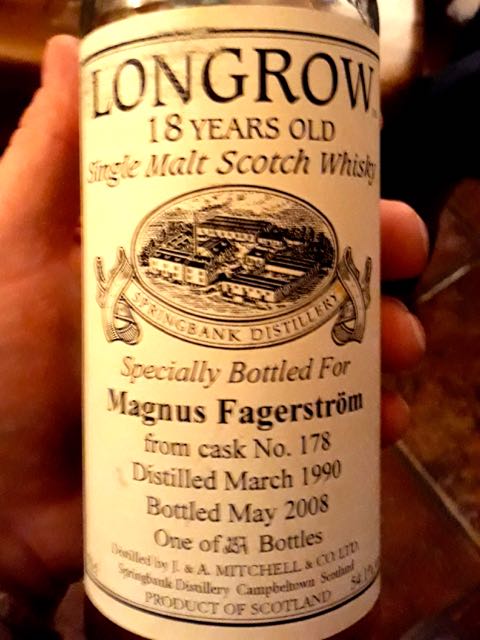 LONGROW
18 YEARS OLD
Single Malt Scotch Whisky
SPRINGBANK DISTILLERY
Specially Bottled For
Magnus Fagerström
from cask No. 178
Distilled March 1990
Bottled May 2008
One of Bottles
Distilled by J. & A. MITCHELL & CO. LTD.
Springbank Distillery Campbeltown Scotland
PRODUCT OF SCOTLAND